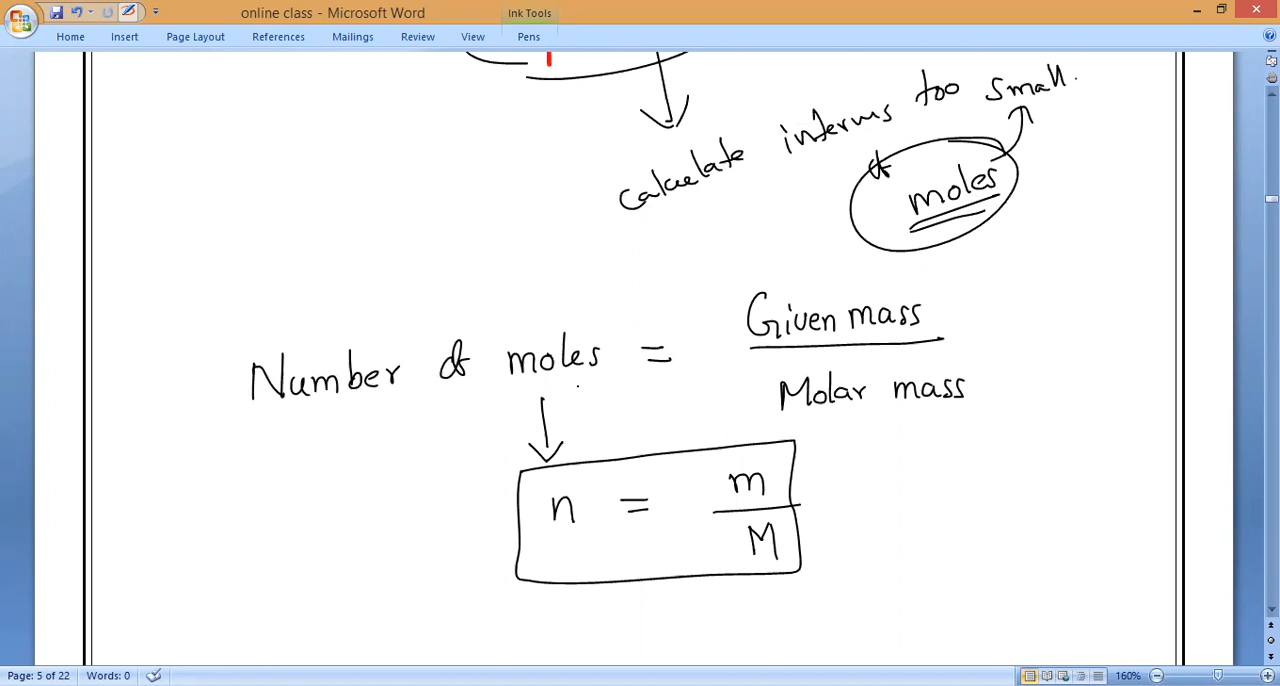 online class - Microsoft Word
Ink Tools
Home Insert Page Layout References Mailings Review View Pens
calculate interms too small.
of moles
Number of moles = Given mass
Molar mass
n = m
M
Page: 5 of 22 Words: 0 160%